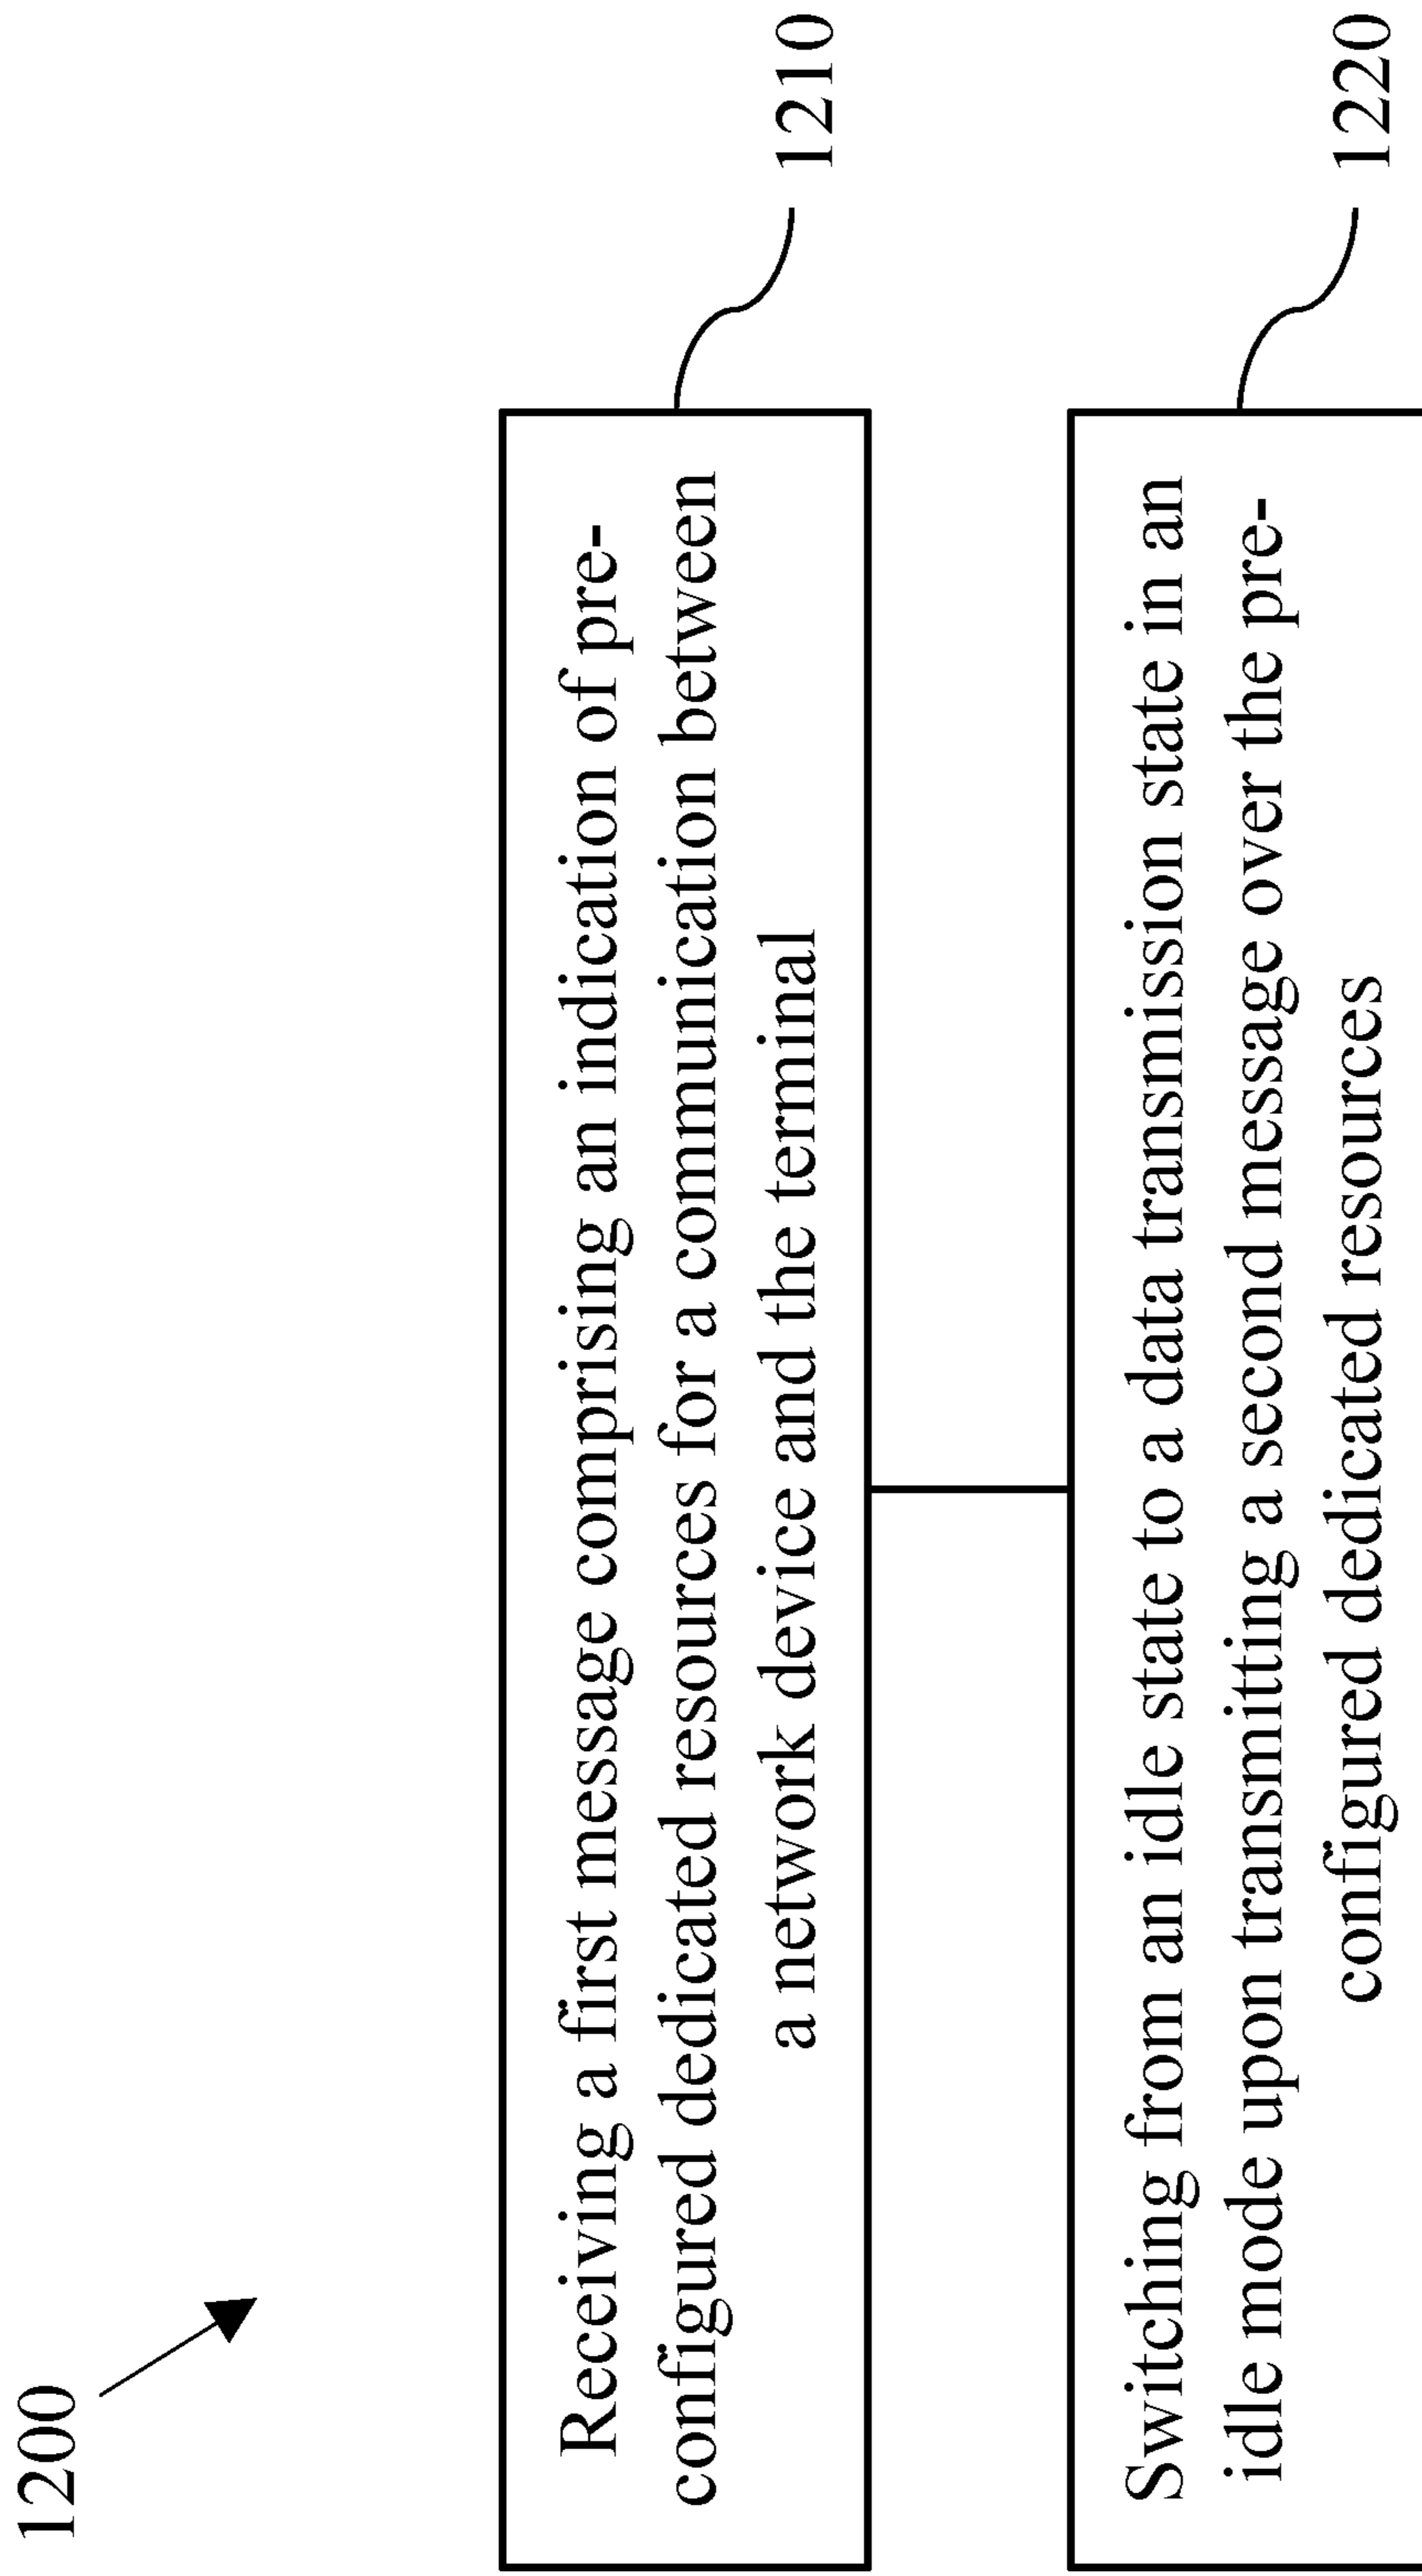 1200
Receiving a first message comprising an indication of pre-
configured dedicated resources for a communication between
a network device and the terminal
1210
Switching from an idle state to a data transmission state in an
idle mode upon transmitting a second message over the pre-
configured dedicated resources
1220